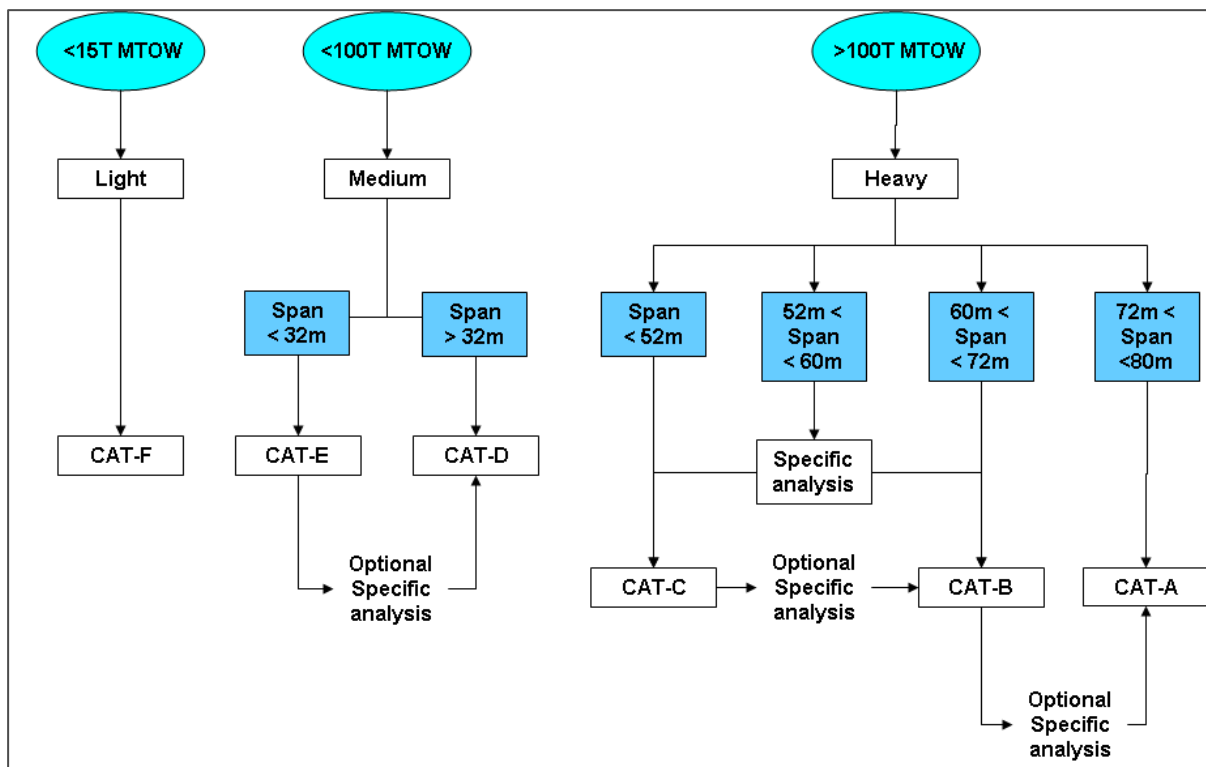 <15T MTOW
<100T MTOW
>100T MTOW
Light
Medium
Heavy
Span
< 32m
Span
> 32m
Span
< 52m
52m <
Span
< 60m
60m <
Span
< 72m
72m <
Span
<80m
CAT-F
CAT-E
CAT-D
Specific
analysis
Optional
Specific
analysis
CAT-C
Optional
Specific
analysis
CAT-B
CAT-A
Optional
Specific
analysis